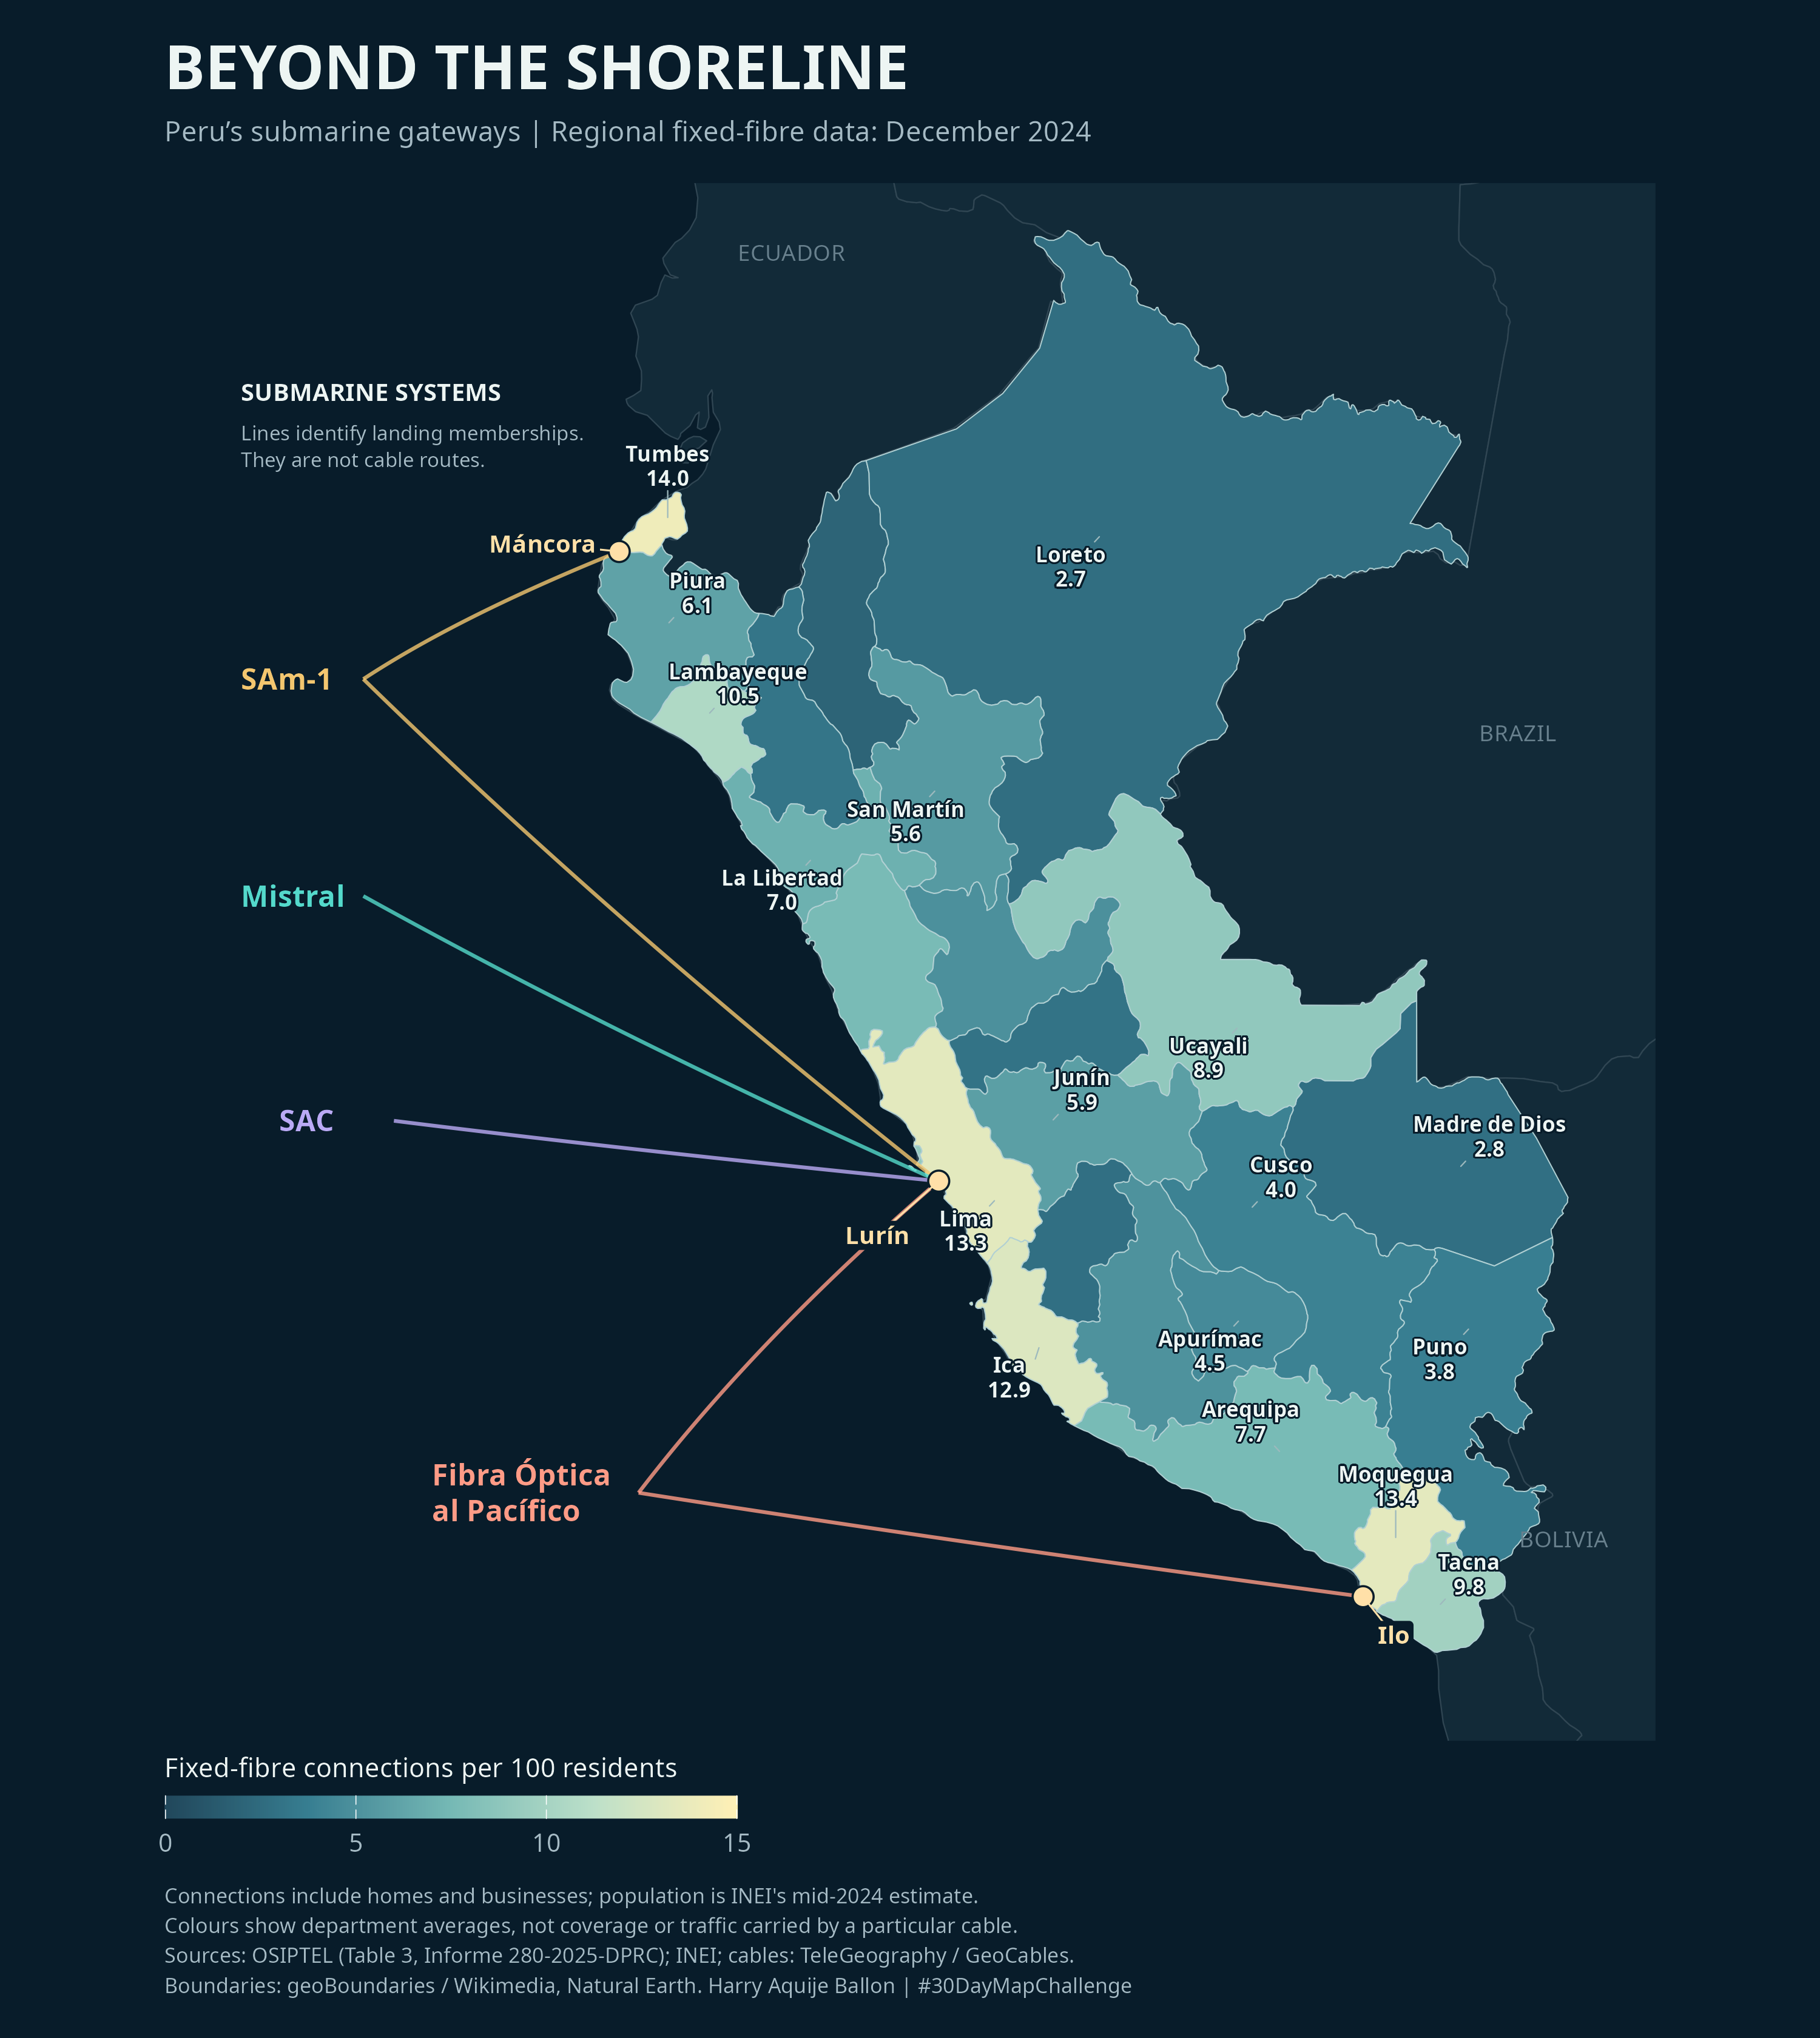 BEYOND THE SHORELINE
Peru’s submarine gateways | Regional fixed-fibre data: December 2024
ECUADOR
SUBMARINE SYSTEMS
Lines identify landing memberships.
They are not cable routes.
Tumbes
14.0
Máncora
Loreto
2.7
Piura
6.1
SAm-1
Lambayeque
10.5
BRAZIL
San Martín
5.6
Mistral
La Libertad
7.0
Ucayali
8.9
Junín
5.9
SAC
Madre de Dios
2.8
Cusco
4.0
Lurín
Lima
13.3
Apurímac
4.5
Puno
3.8
Ica
12.9
Arequipa
7.7
Fibra Óptica
al Pacífico
Moquegua
13.4
BOLIVIA
Tacna
9.8
Ilo
Fixed-fibre connections per 100 residents
0 5 10 15
Connections include homes and businesses; population is INEI's mid-2024 estimate.
Colours show department averages, not coverage or traffic carried by a particular cable.
Sources: OSIPTEL (Table 3, Informe 280-2025-DPRC); INEI; cables: TeleGeography / GeoCables.
Boundaries: geoBoundaries / Wikimedia, Natural Earth. Harry Aquije Ballon | #30DayMapChallenge